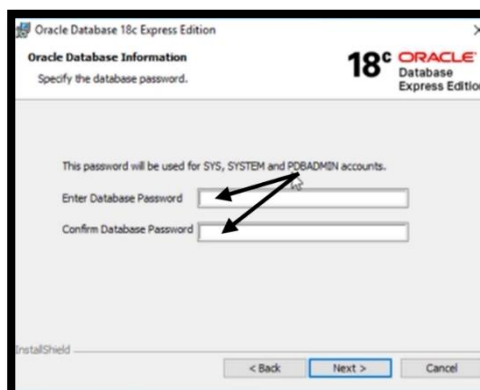 Oracle Database 18c Express Edition
Oracle Database Information
Specify the database password.
18c ORACLE
Database
Express Edition
This password will be used for SYS, SYSTEM and PDBADMIN accounts.
Enter Database Password
Confirm Database Password
InstallShield
< Back Next > Cancel